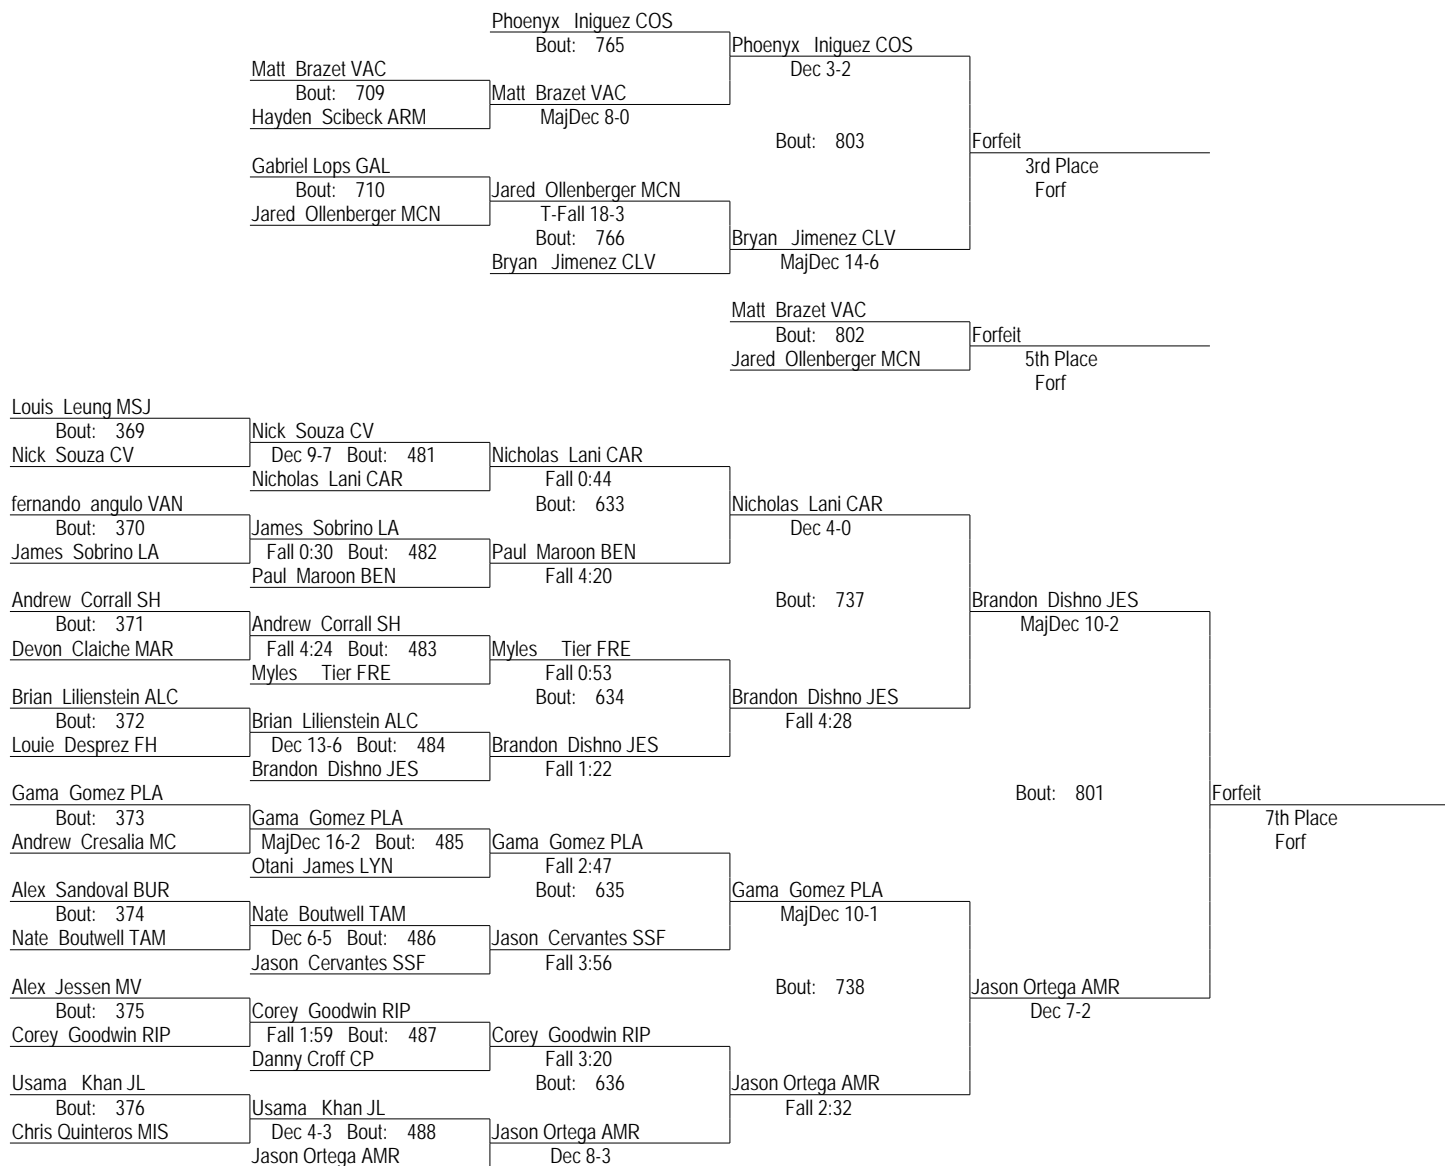 Phoenyx Iniguez COS
Bout: 765
Phoenyx Iniguez COS
Dec 3-2
Matt Brazet VAC
Bout: 709
Matt Brazet VAC
Hayden Scibeck ARM
MajDec 8-0
Bout: 803
Forfeit
3rd Place
Forf
Gabriel Lops GAL
Bout: 710
Jared Ollenberger MCN
Jared Ollenberger MCN
T-Fall 18-3
Bout: 766
Bryan Jimenez CLV
Bryan Jimenez CLV
MajDec 14-6
Matt Brazet VAC
Bout: 802
Forfeit
Jared Ollenberger MCN
5th Place
Forf
Louis Leung MSJ
Bout: 369
Nick Souza CV
Nick Souza CV
Dec 9-7 Bout: 481
Nicholas Lani CAR
Nicholas Lani CAR
Fall 0:44
Bout: 633
Nicholas Lani CAR
Dec 4-0
fernando angulo VAN
Bout: 370
James Sobrino LA
James Sobrino LA
Fall 0:30 Bout: 482
Paul Maroon BEN
Paul Maroon BEN
Fall 4:20
Bout: 737
Brandon Dishno JES
MajDec 10-2
Andrew Corrall SH
Bout: 371
Andrew Corrall SH
Devon Claiche MAR
Fall 4:24 Bout: 483
Myles Tier FRE
Myles Tier FRE
Fall 0:53
Bout: 634
Brandon Dishno JES
Fall 4:28
Brian Lilienstein ALC
Bout: 372
Brian Lilienstein ALC
Louie Desprez FH
Dec 13-6 Bout: 484
Brandon Dishno JES
Brandon Dishno JES
Fall 1:22
Bout: 801
Forfeit
7th Place
Forf
Gama Gomez PLA
Bout: 373
Gama Gomez PLA
Andrew Cresalia MC
MajDec 16-2 Bout: 485
Gama Gomez PLA
Otani James LYN
Fall 2:47
Bout: 635
Gama Gomez PLA
MajDec 10-1
Alex Sandoval BUR
Bout: 374
Nate Boutwell TAM
Nate Boutwell TAM
Dec 6-5 Bout: 486
Jason Cervantes SSF
Jason Cervantes SSF
Fall 3:56
Bout: 738
Jason Ortega AMR
Dec 7-2
Alex Jessen MV
Bout: 375
Corey Goodwin RIP
Corey Goodwin RIP
Fall 1:59 Bout: 487
Corey Goodwin RIP
Danny Croff CP
Fall 3:20
Bout: 636
Jason Ortega AMR
Fall 2:32
Usama Khan JL
Bout: 376
Usama Khan JL
Chris Quinteros MIS
Dec 4-3 Bout: 488
Jason Ortega AMR
Jason Ortega AMR
Dec 8-3